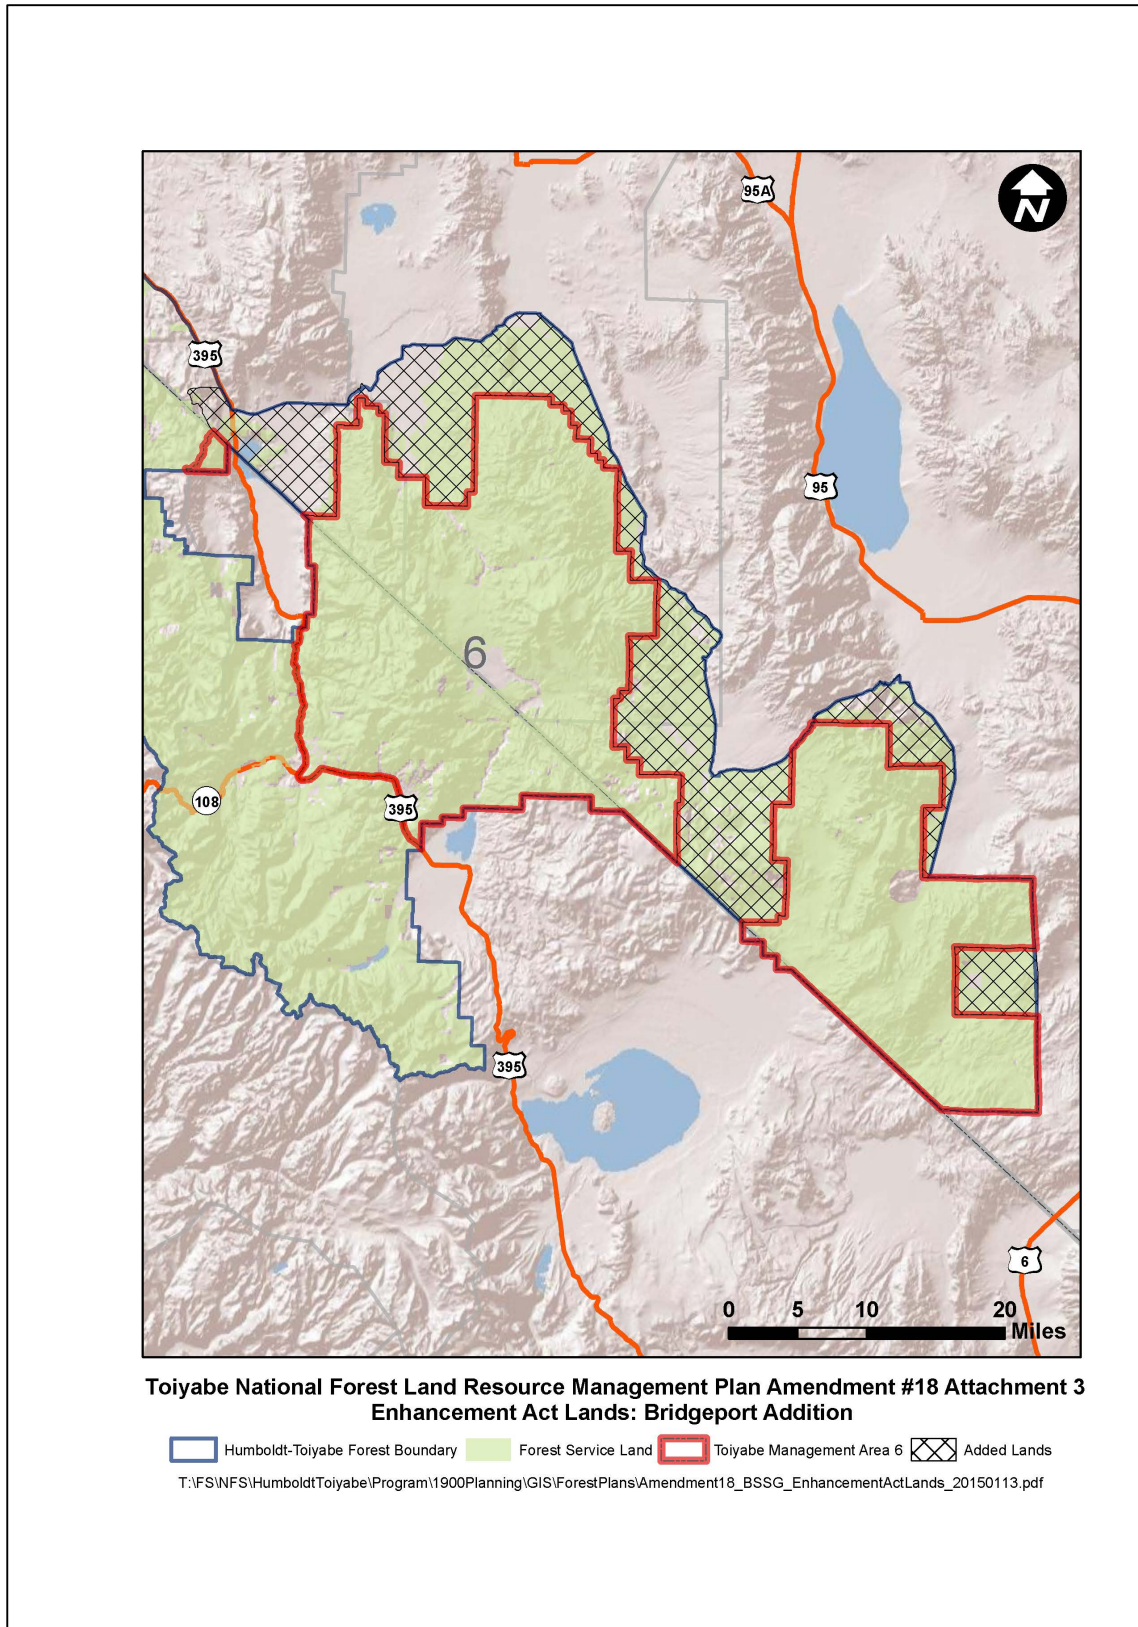 95A
N
395
95
6
108
395
395
6
0 5 10 20
Miles
Toiyabe National Forest Land Resource Management Plan Amendment #18 Attachment 3
Enhancement Act Lands: Bridgeport Addition
Humboldt-Toiyabe Forest Boundary Forest Service Land Toiyabe Management Area 6 Added Lands
T:\FS\NFS\HumboldtToiyabe\Program\1900Planning\GIS\ForestPlans\Amendment18_BSSG_EnhancementActLands_20150113.pdf